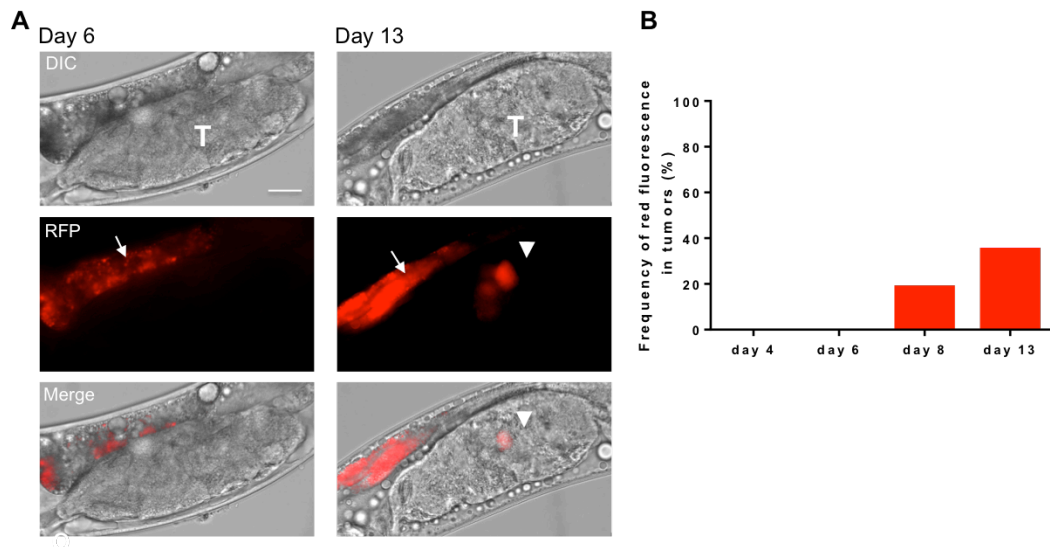 A
Day 6
Day 13
DIC
T
T
RFP
Merge
B
Frequency of red fluorescence
in tumors (%)
100
80
60
40
20
0
day 4
day 6
day 8
day 13